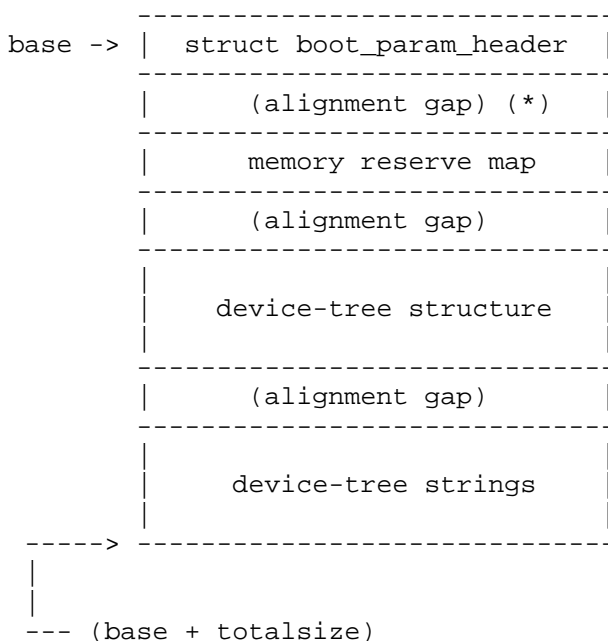 ------------------------------
base -> | struct boot_param_header |
------------------------------
| (alignment gap) (*) |
------------------------------
| memory reserve map |
------------------------------
| (alignment gap) |
------------------------------
| |
| device-tree structure |
| |
------------------------------
| (alignment gap) |
------------------------------
| |
| device-tree strings |
| |
-----> ------------------------------
|
|
--- (base + totalsize)